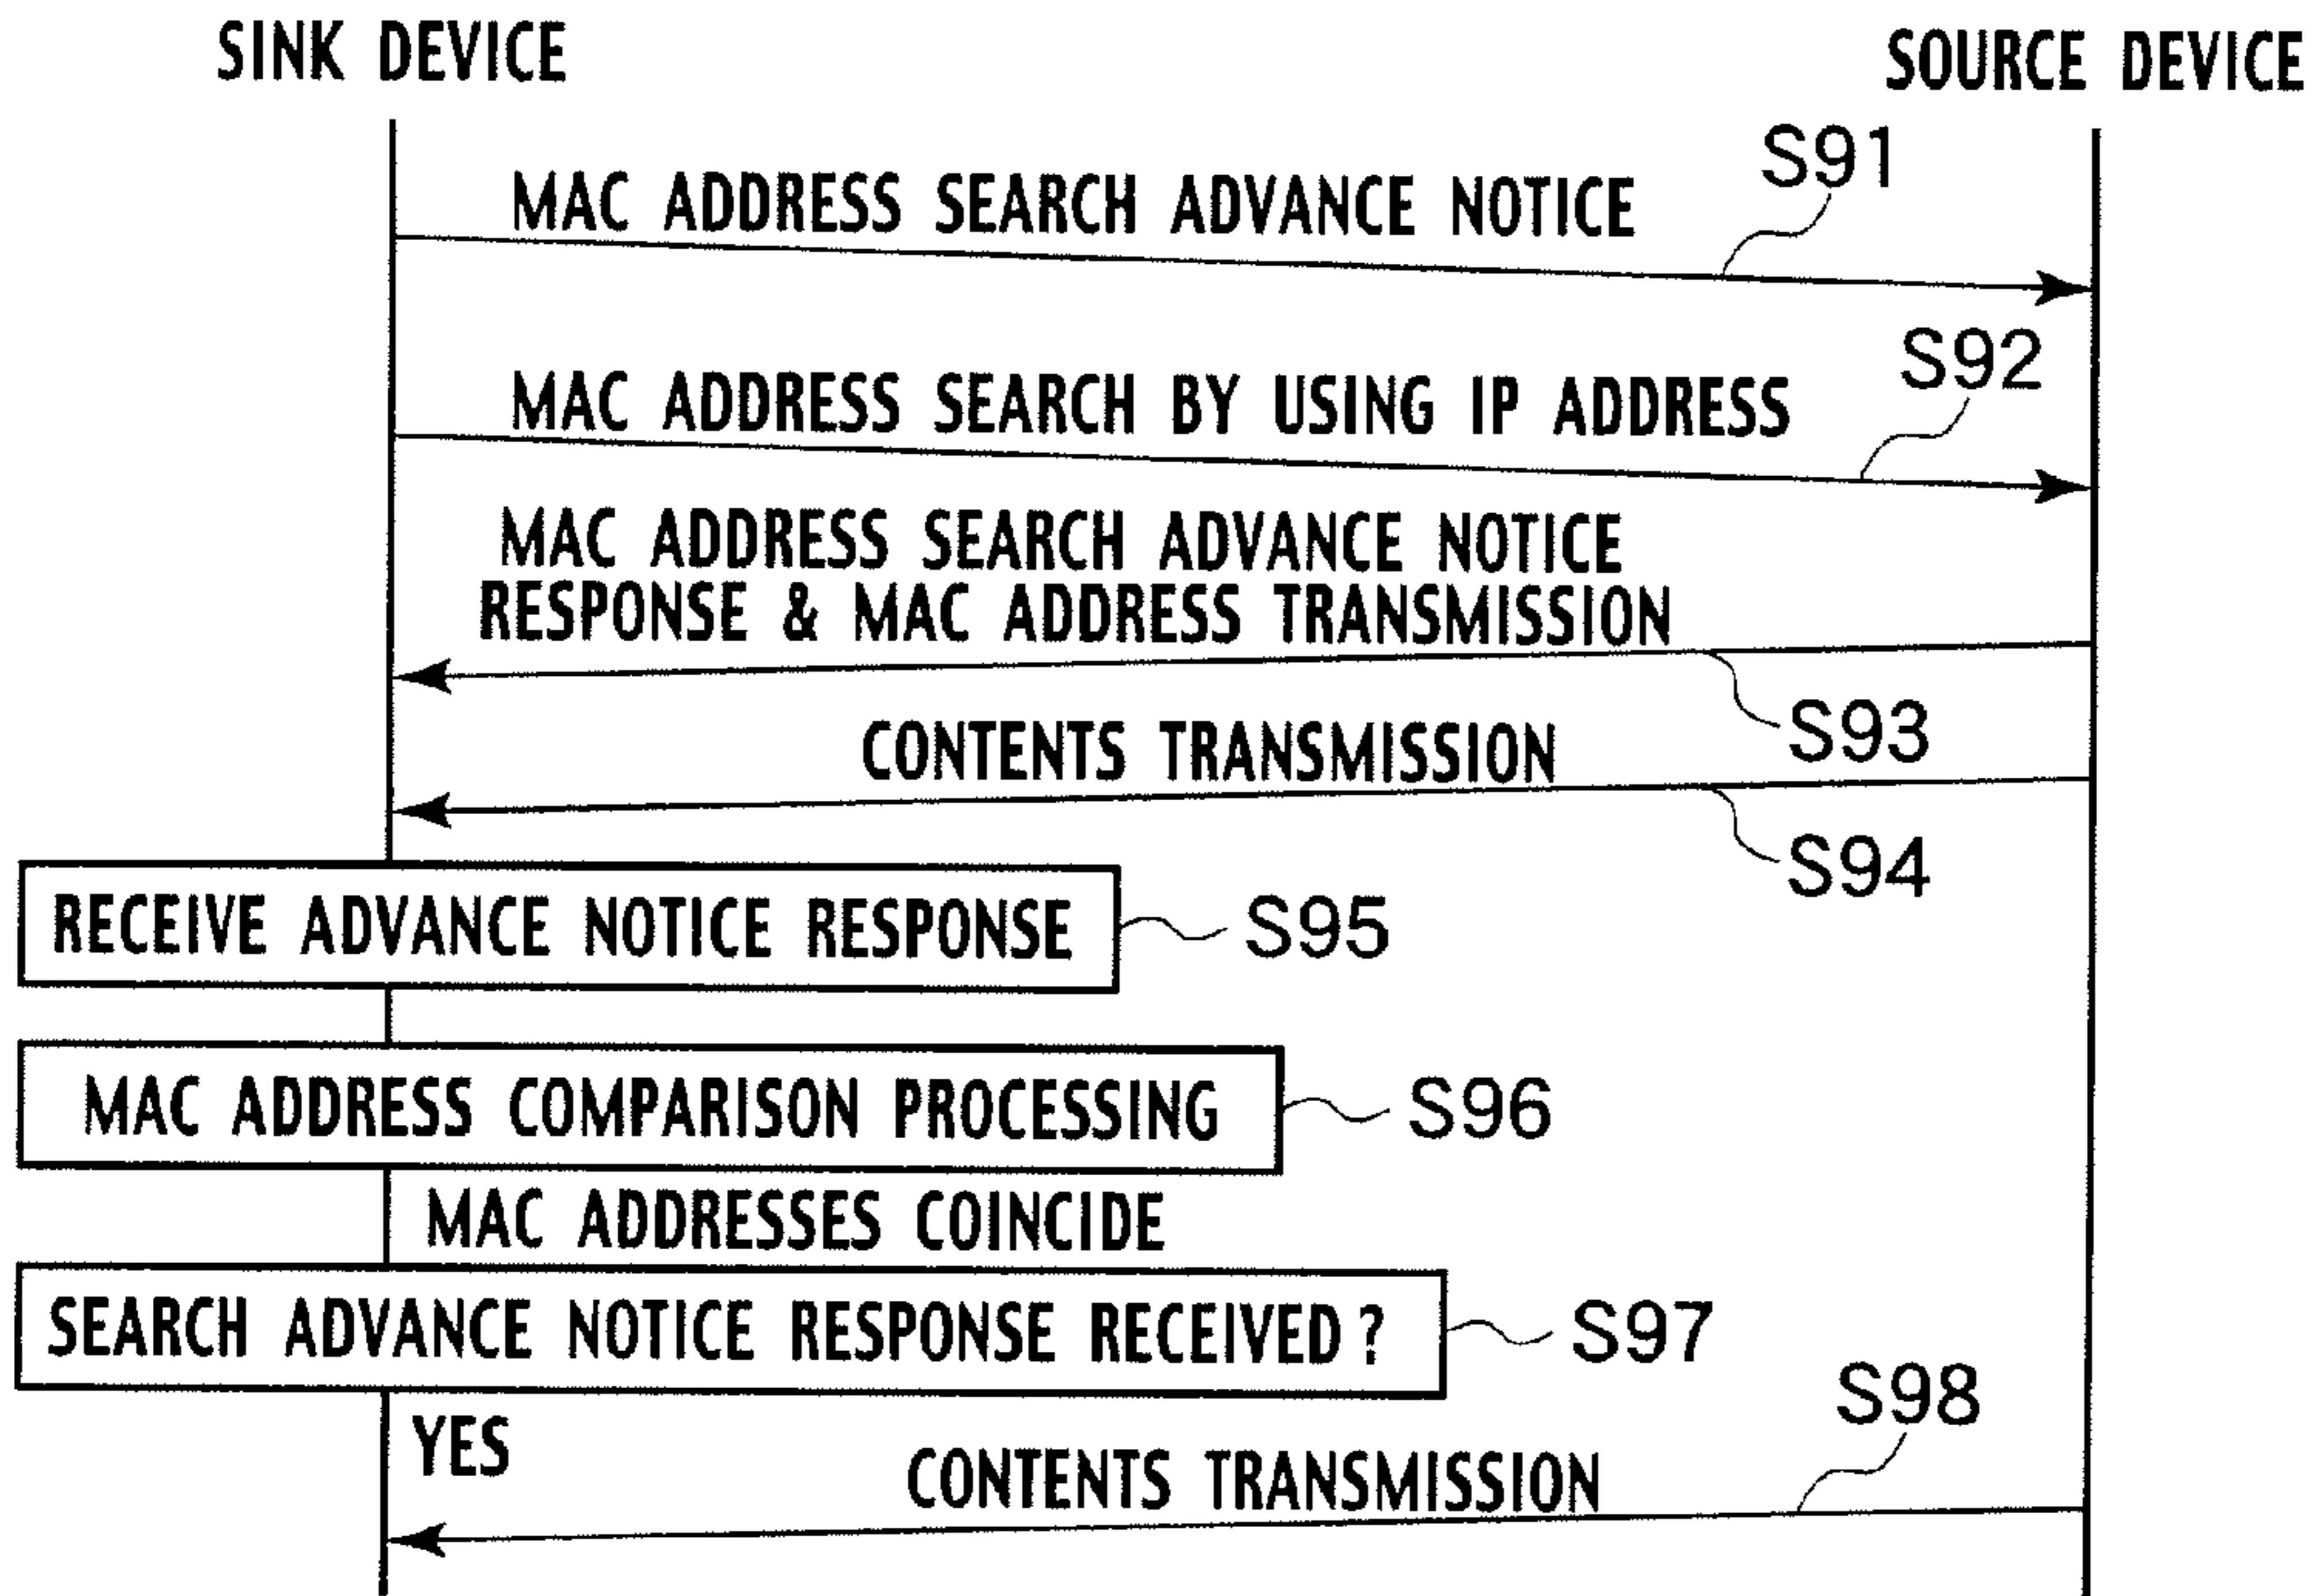 SINK DEVICE
SOURCE DEVICE
S91
MAC ADDRESS SEARCH ADVANCE NOTICE
S92
MAC ADDRESS SEARCH BY USING IP ADDRESS
MAC ADDRESS SEARCH ADVANCE NOTICE
RESPONSE & MAC ADDRESS TRANSMISSION
S93
CONTENTS TRANSMISSION
S94
RECEIVE ADVANCE NOTICE RESPONSE
S95
MAC ADDRESS COMPARISON PROCESSING
S96
MAC ADDRESSES COINCIDE
SEARCH ADVANCE NOTICE RESPONSE RECEIVED?
S97
S98
YES
CONTENTS TRANSMISSION